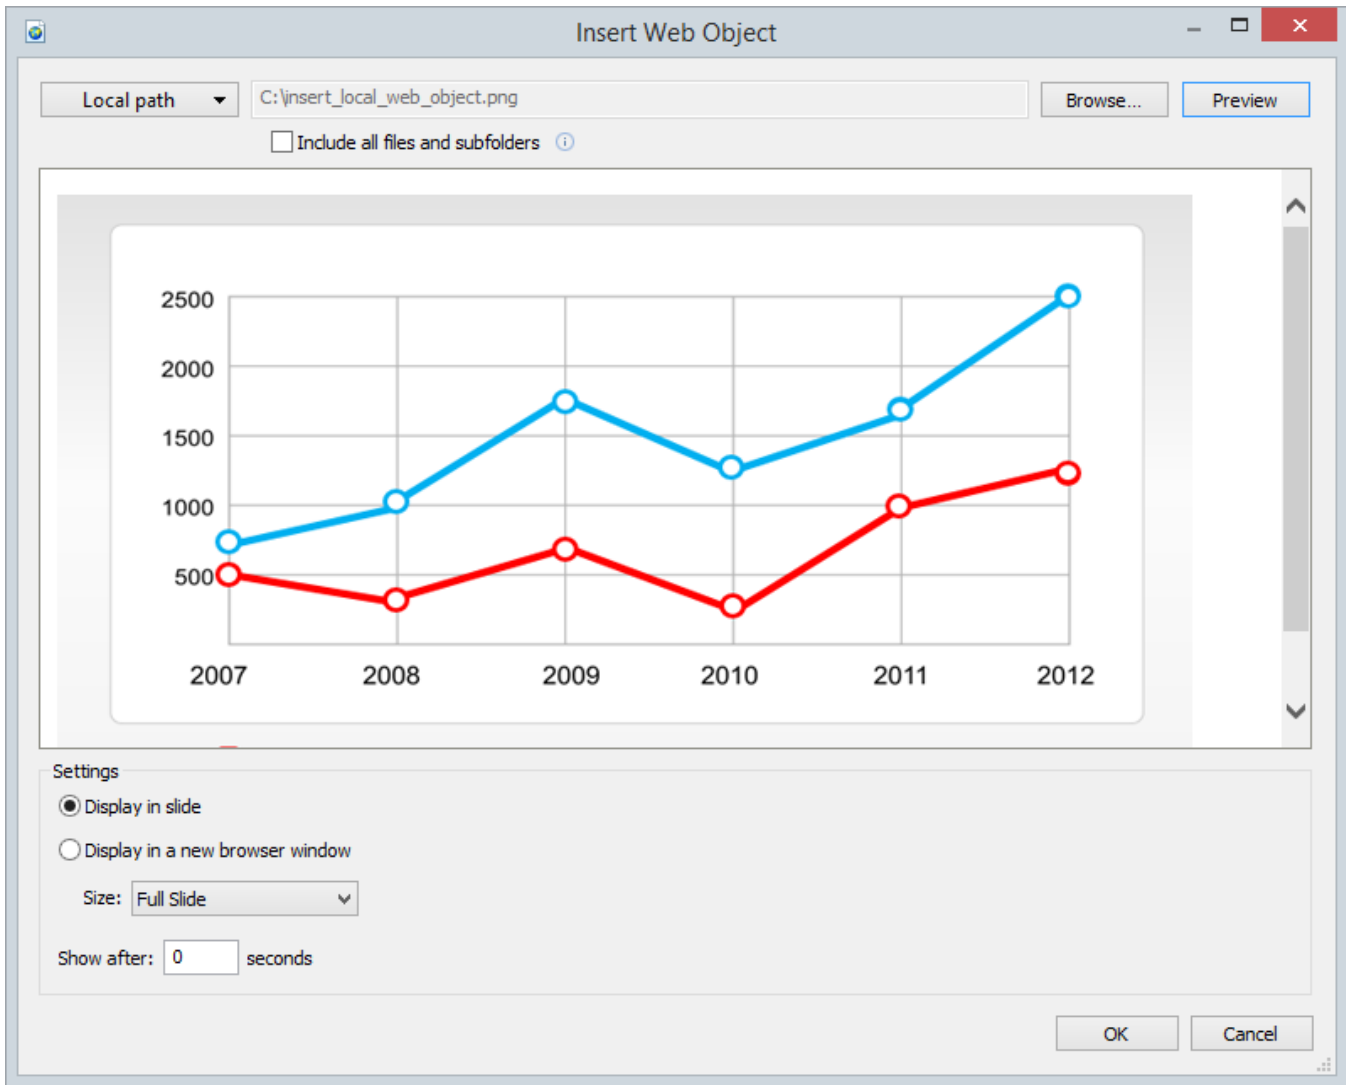 Insert Web Object
Local path C:\insert_local_web_object.png Browse... Preview
Include all files and subfolders
2500
2000
1500
1000
500
2007 2008 2009 2010 2011 2012
Settings
Display in slide
Display in a new browser window
Size: Full Slide
Show after: 0 seconds
OK Cancel